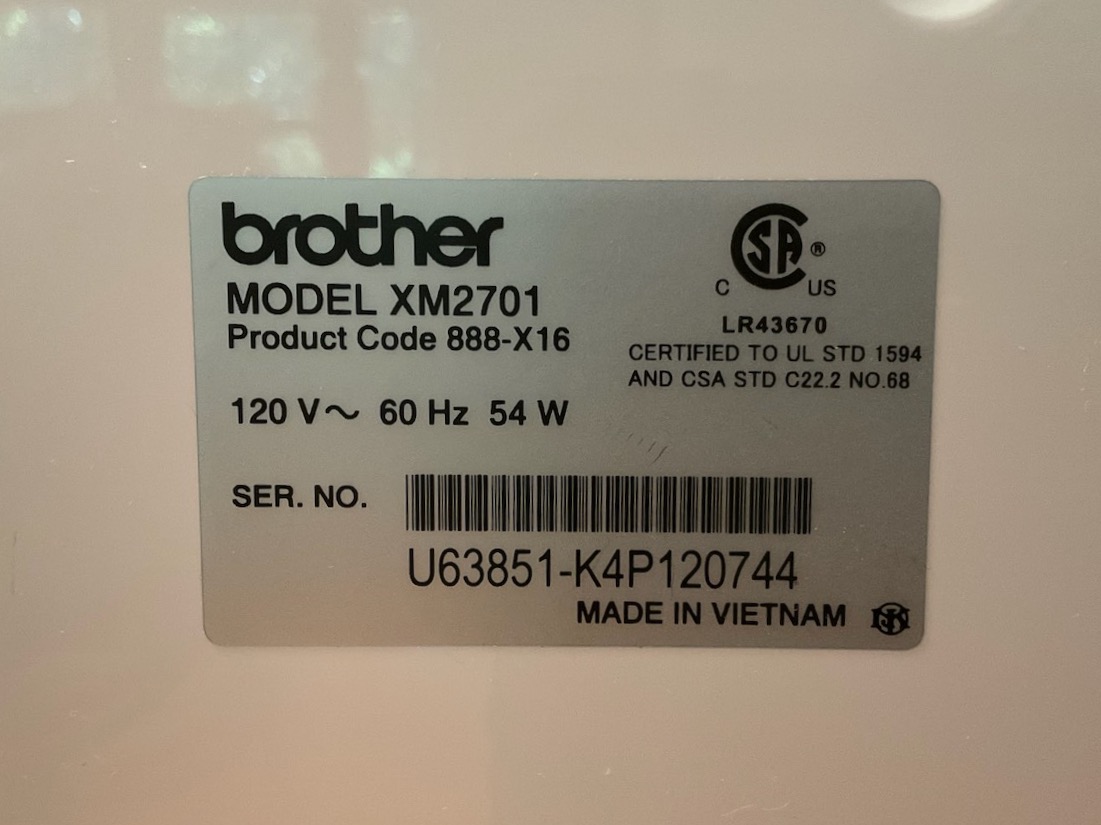 brother
MODEL XM2701
Product Code 888-X16
120 V～ 60 Hz 54 W
CSA®
C US
LR43670
CERTIFIED TO UL STD 1594
AND CSA STD C22.2 NO.68
SER. NO.
U63851-K4P120744
MADE IN VIETNAM